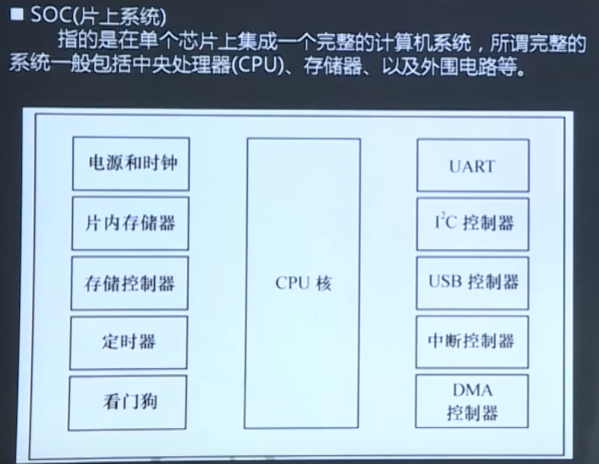 ■ SOC(片上系统)
指的是在单个芯片上集成一个完整的计算机系统，所谓完整的
系统一般包括中央处理器(CPU)、存储器、以及外围电路等。
电源和时钟
片内存储器
存储控制器
定时器
看门狗
CPU 核
UART
I²C 控制器
USB 控制器
中断控制器
DMA
控制器